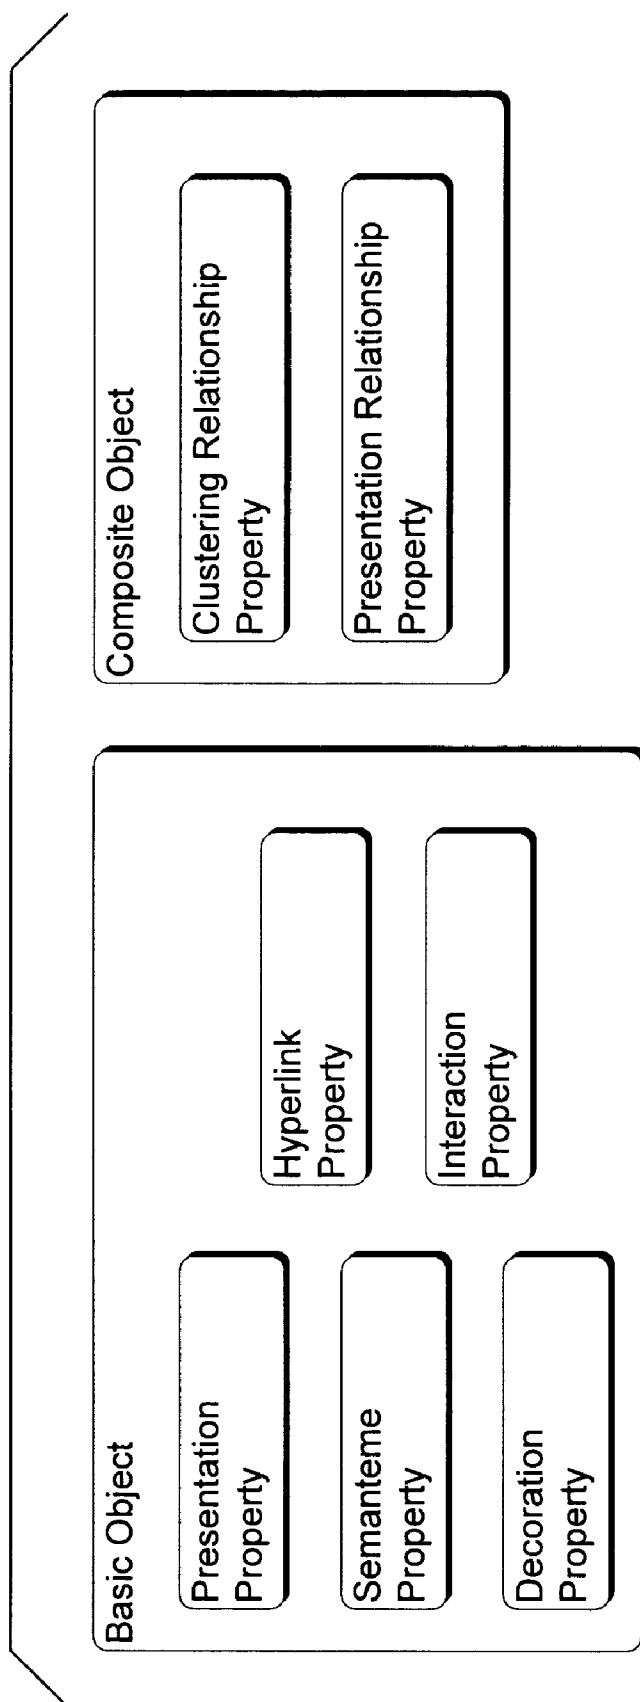 Basic Object
Presentation
Property
Semanteme
Property
Decoration
Property
Hyperlink
Property
Interaction
Property
Composite Object
Clustering Relationship
Property
Presentation Relationship
Property